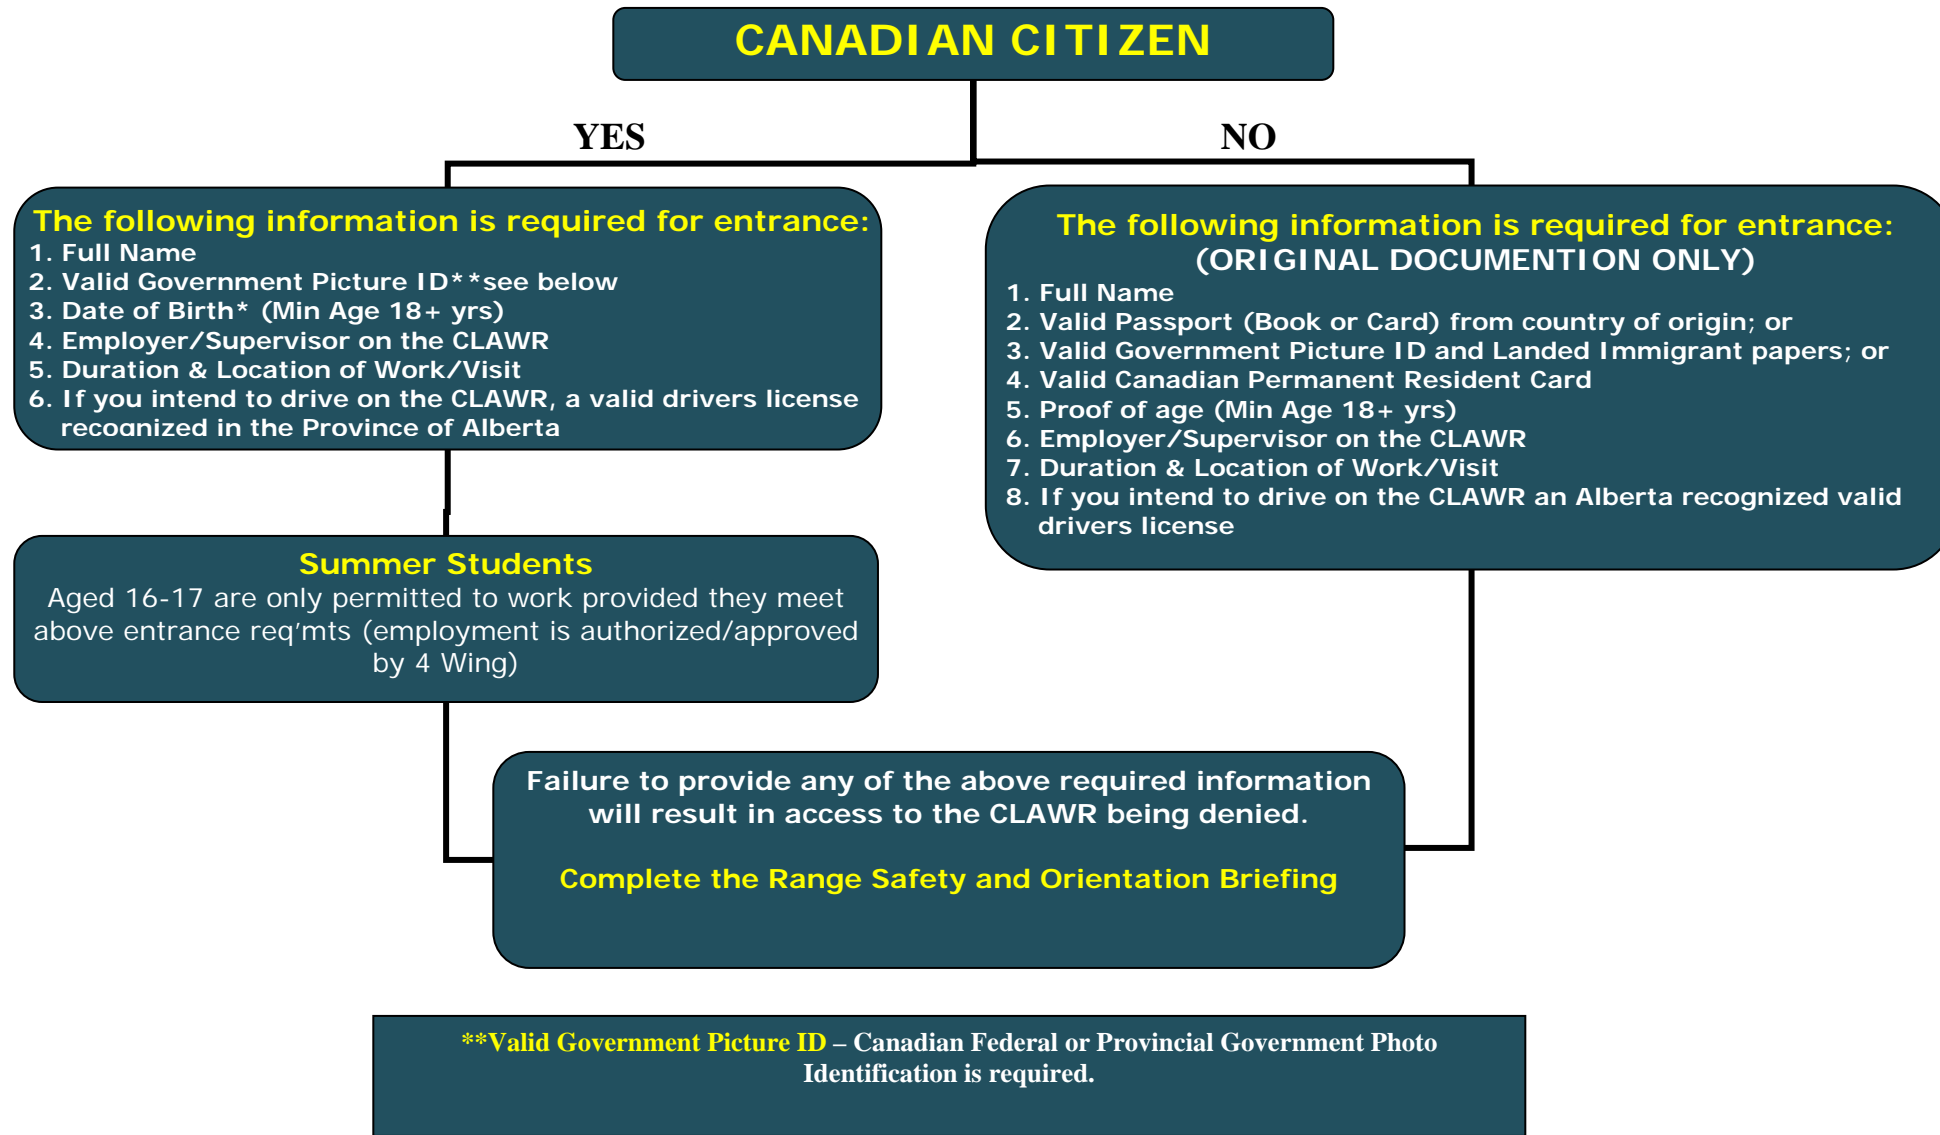 CANADIAN CITIZEN
YES
NO
The following information is required for entrance:
1. Full Name
2. Valid Government Picture ID**see below
3. Date of Birth* (Min Age 18+ yrs)
4. Employer/Supervisor on the CLAWR
5. Duration & Location of Work/Visit
6. If you intend to drive on the CLAWR, a valid drivers license
recognized in the Province of Alberta
The following information is required for entrance:
(ORIGINAL DOCUMENTION ONLY)
1. Full Name
2. Valid Passport (Book or Card) from country of origin; or
3. Valid Government Picture ID and Landed Immigrant papers; or
4. Valid Canadian Permanent Resident Card
5. Proof of age (Min Age 18+ yrs)
6. Employer/Supervisor on the CLAWR
7. Duration & Location of Work/Visit
8. If you intend to drive on the CLAWR an Alberta recognized valid
drivers license
Summer Students
Aged 16-17 are only permitted to work provided they meet
above entrance req'mts (employment is authorized/approved
by 4 Wing)
Failure to provide any of the above required information
will result in access to the CLAWR being denied.
Complete the Range Safety and Orientation Briefing
**Valid Government Picture ID – Canadian Federal or Provincial Government Photo
Identification is required.